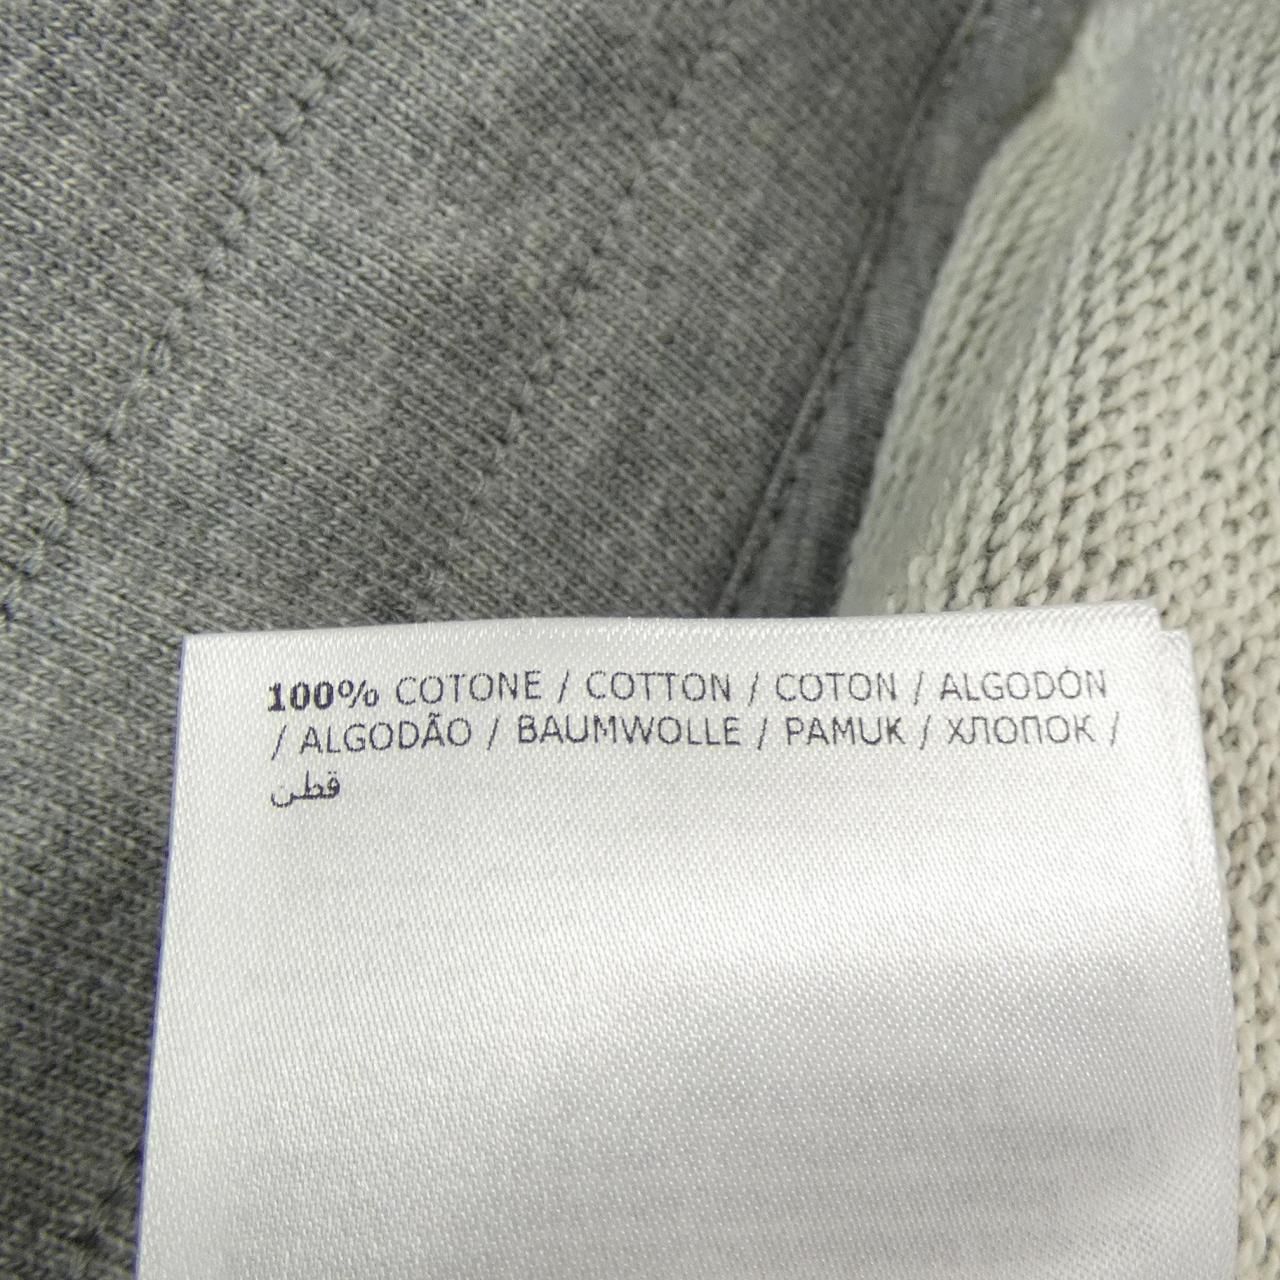 100% COTONE / COTTON / COTON / ALGODÓN
/ ALGODÃO / BAUMWOLLE / PAMUK / ХЛОПОК /
قطن